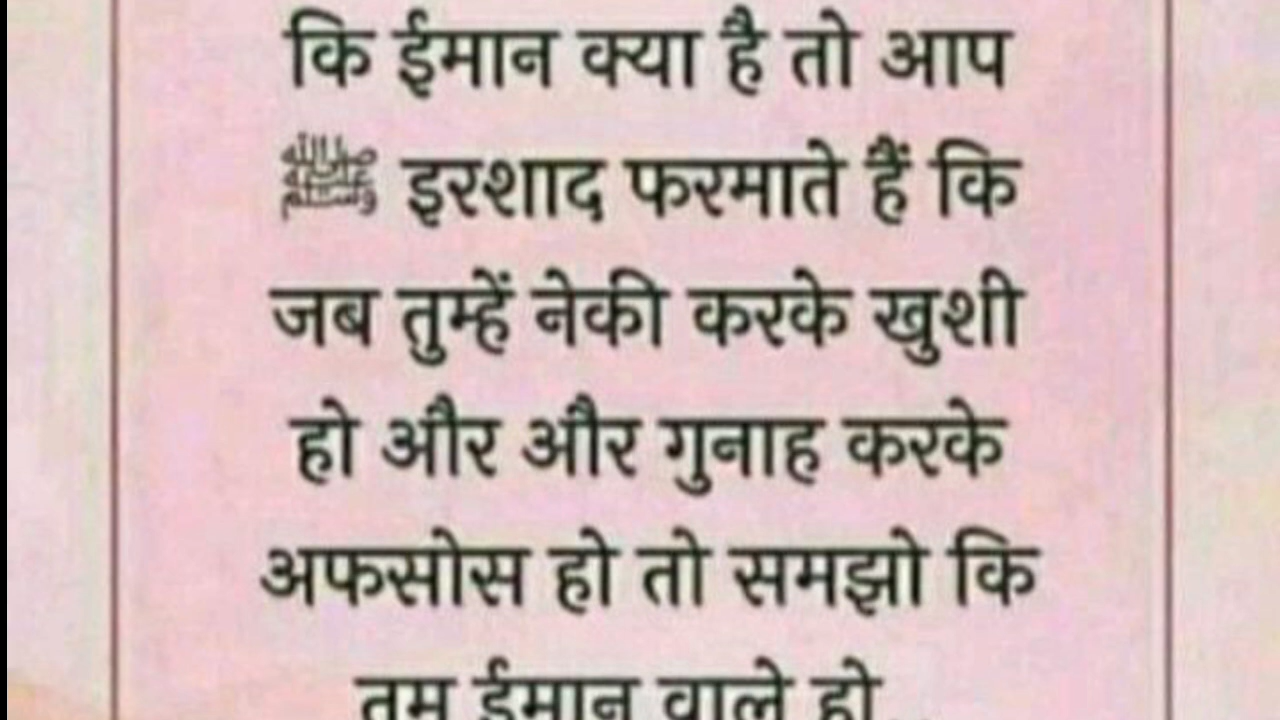 कि ईमान क्या है तो आप
ﷺ इरशाद फरमाते हैं कि
जब तुम्हें नेकी करके खुशी
हो और और गुनाह करके
अफसोस हो तो समझो कि
तुम ईमान वाले हो..